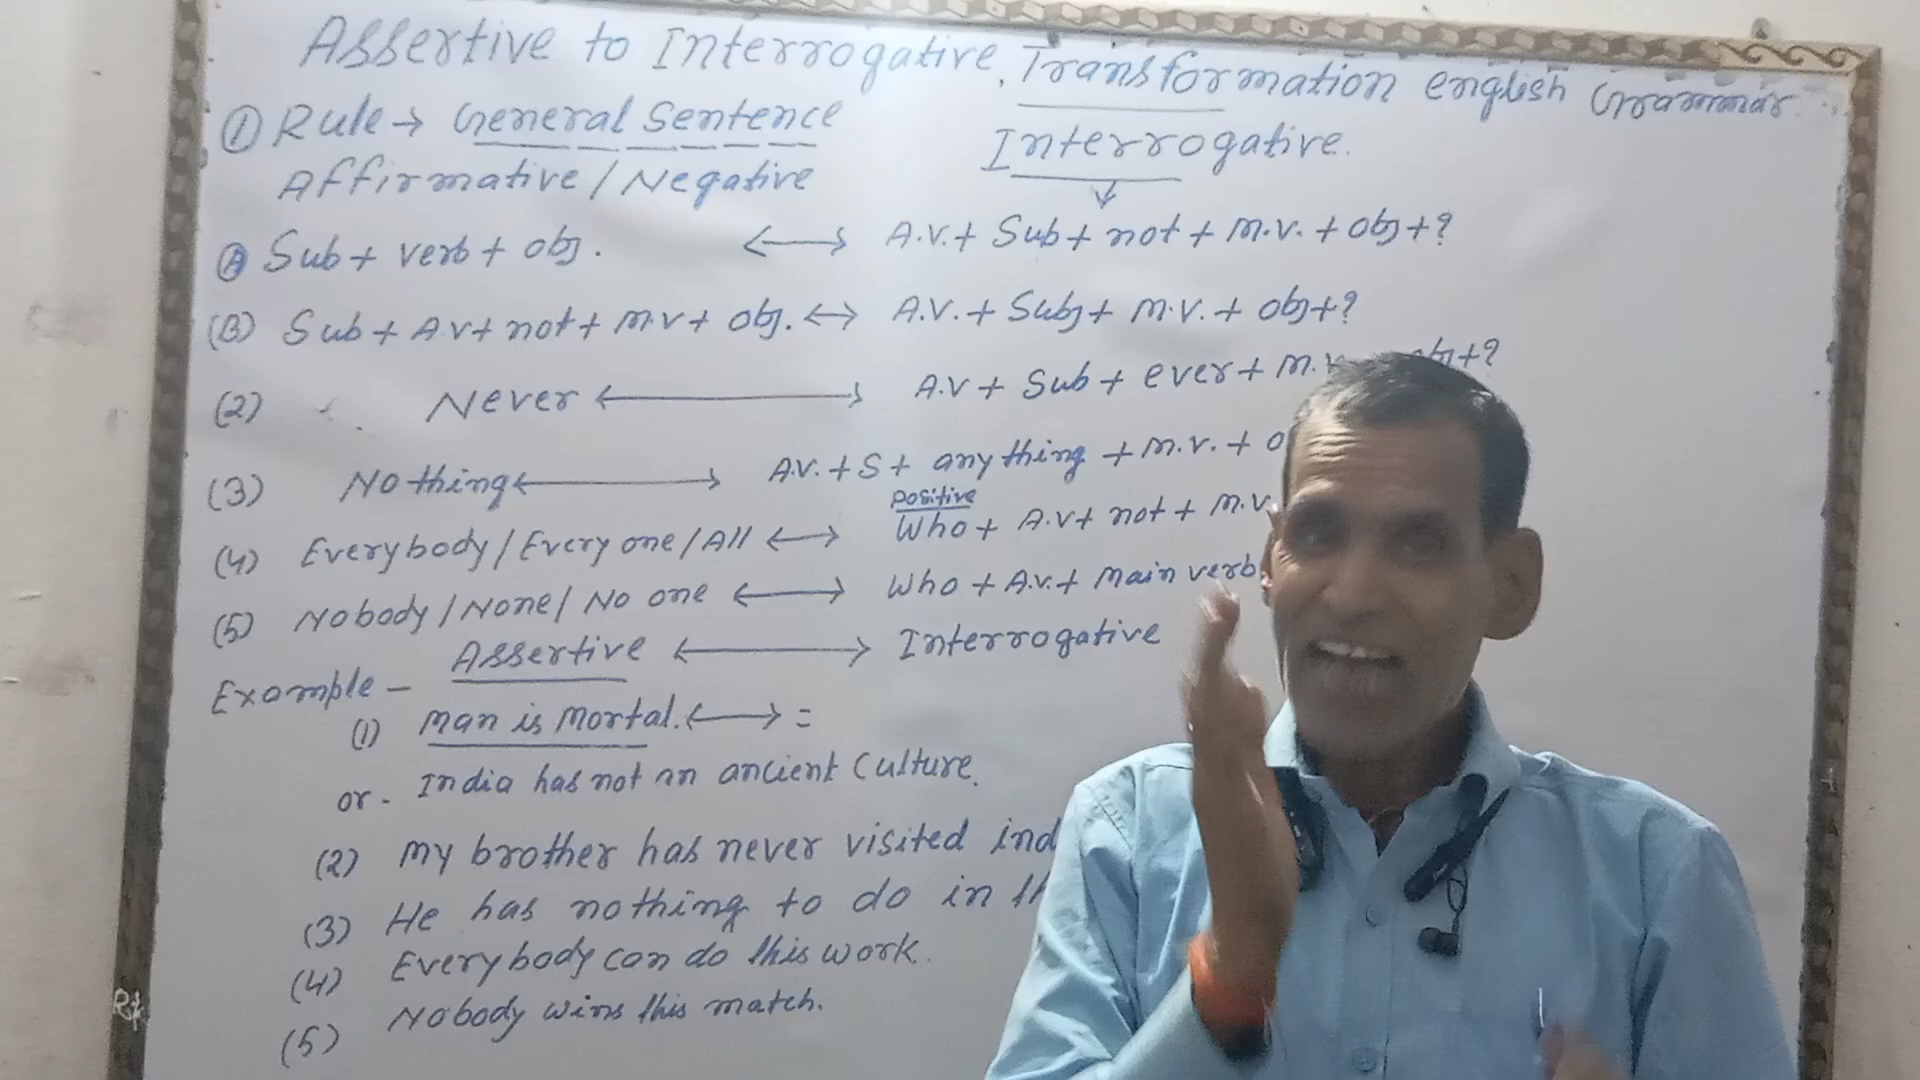 Assertive to Interrogative, Transformation english Grammar.
① Rule → General Sentence Interrogative.
Affirmative / Negative ↓
Ⓐ Sub + verb + obj. ↔ A.V. + Sub + not + m.v. + obj + ?
(B) Sub + A.v + not + m.v + obj. ↔ A.V. + Subj + m.v. + obj + ?
(2) Never ↔ A.V + Sub + ever + m. obj + ?
(3) Nothing ↔ A.V. + S + anything + m.v. +
positive
(4) Everybody / Every one / All ↔ Who + A.v + not + m.v
(5) Nobody / None / No one ↔ Who + A.v. + main verb
Assertive ↔ Interrogative
Example -
(1) man is mortal. ↔ =
or - India has not an ancient culture.
(2) my brother has never visited ind
(3) He has nothing to do in th
(4) Everybody can do this work.
(5) Nobody wins this match.